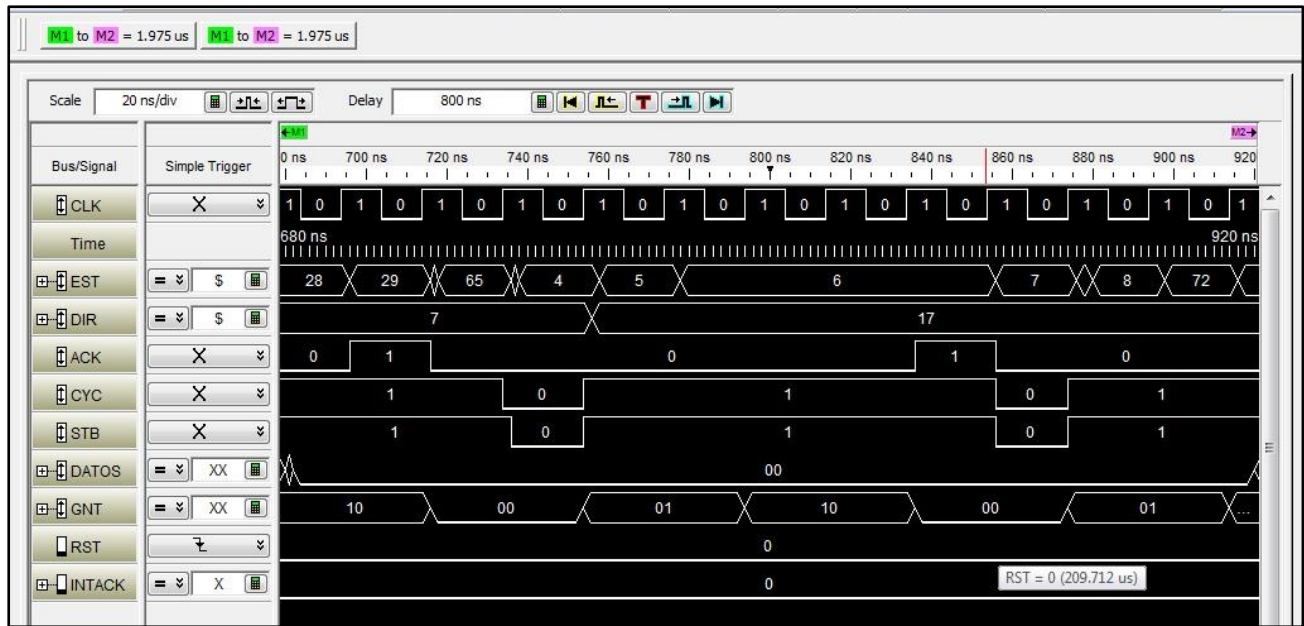 M1 to M2 = 1.975 us M1 to M2 = 1.975 us
Scale 20 ns/div Delay 800 ns T
M1 M2
Bus/Signal Simple Trigger 0 ns 700 ns 720 ns 740 ns 760 ns 780 ns 800 ns 820 ns 840 ns 860 ns 880 ns 900 ns 920
CLK X 1 0 1 0 1 0 1 0 1 0 1 0 1 0 1 0 1 0 1 0 1 0 1 0 1
Time 680 ns 920 ns
EST = $ 28 29 65 4 5 6 7 8 72
DIR = $ 7 17
ACK X 0 1 0 1 0
CYC X 1 0 1 0 1
STB X 1 0 1 0 1
DATOS = XX 00
GNT = XX 10 00 01 10 00 01 ...
RST 0
INTACK = X 0
RST = 0 (209.712 us)